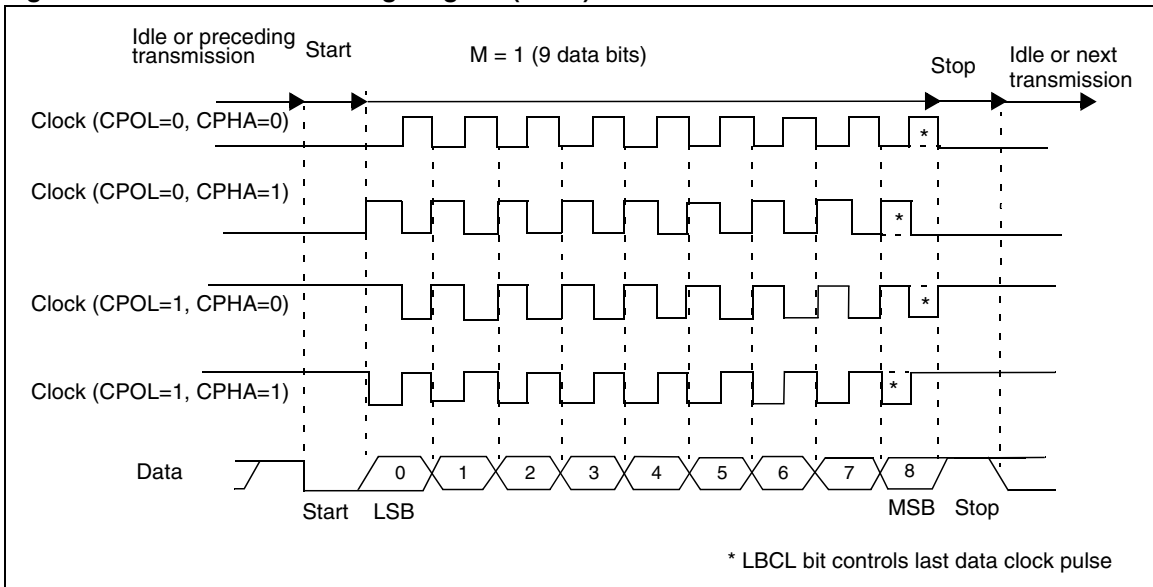 Idle or preceding
transmission
Start
M = 1 (9 data bits)
Stop
Idle or next
transmission
Clock (CPOL=0, CPHA=0)
*
Clock (CPOL=0, CPHA=1)
*
Clock (CPOL=1, CPHA=0)
*
Clock (CPOL=1, CPHA=1)
*
Data
0 1 2 3 4 5 6 7 8
Start LSB MSB Stop
* LBCL bit controls last data clock pulse